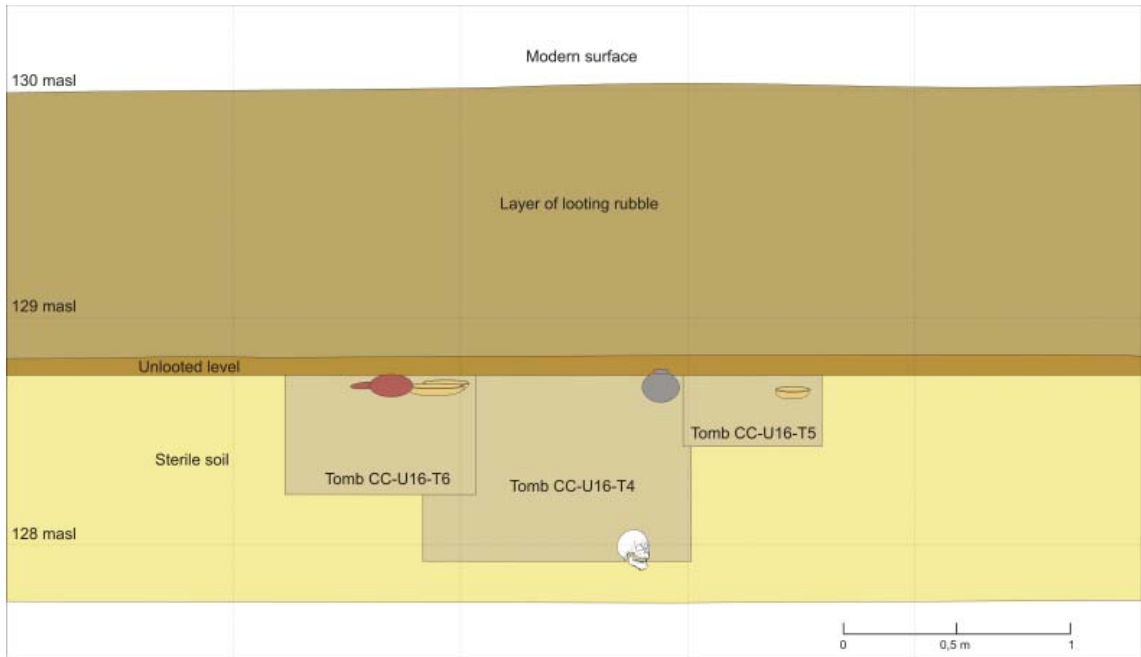 Modern surface
130 masl
Layer of looting rubble
129 masl
Unlooted level
Tomb CC-U16-T5
Sterile soil
Tomb CC-U16-T6
Tomb CC-U16-T4
128 masl
0
0,5 m
1